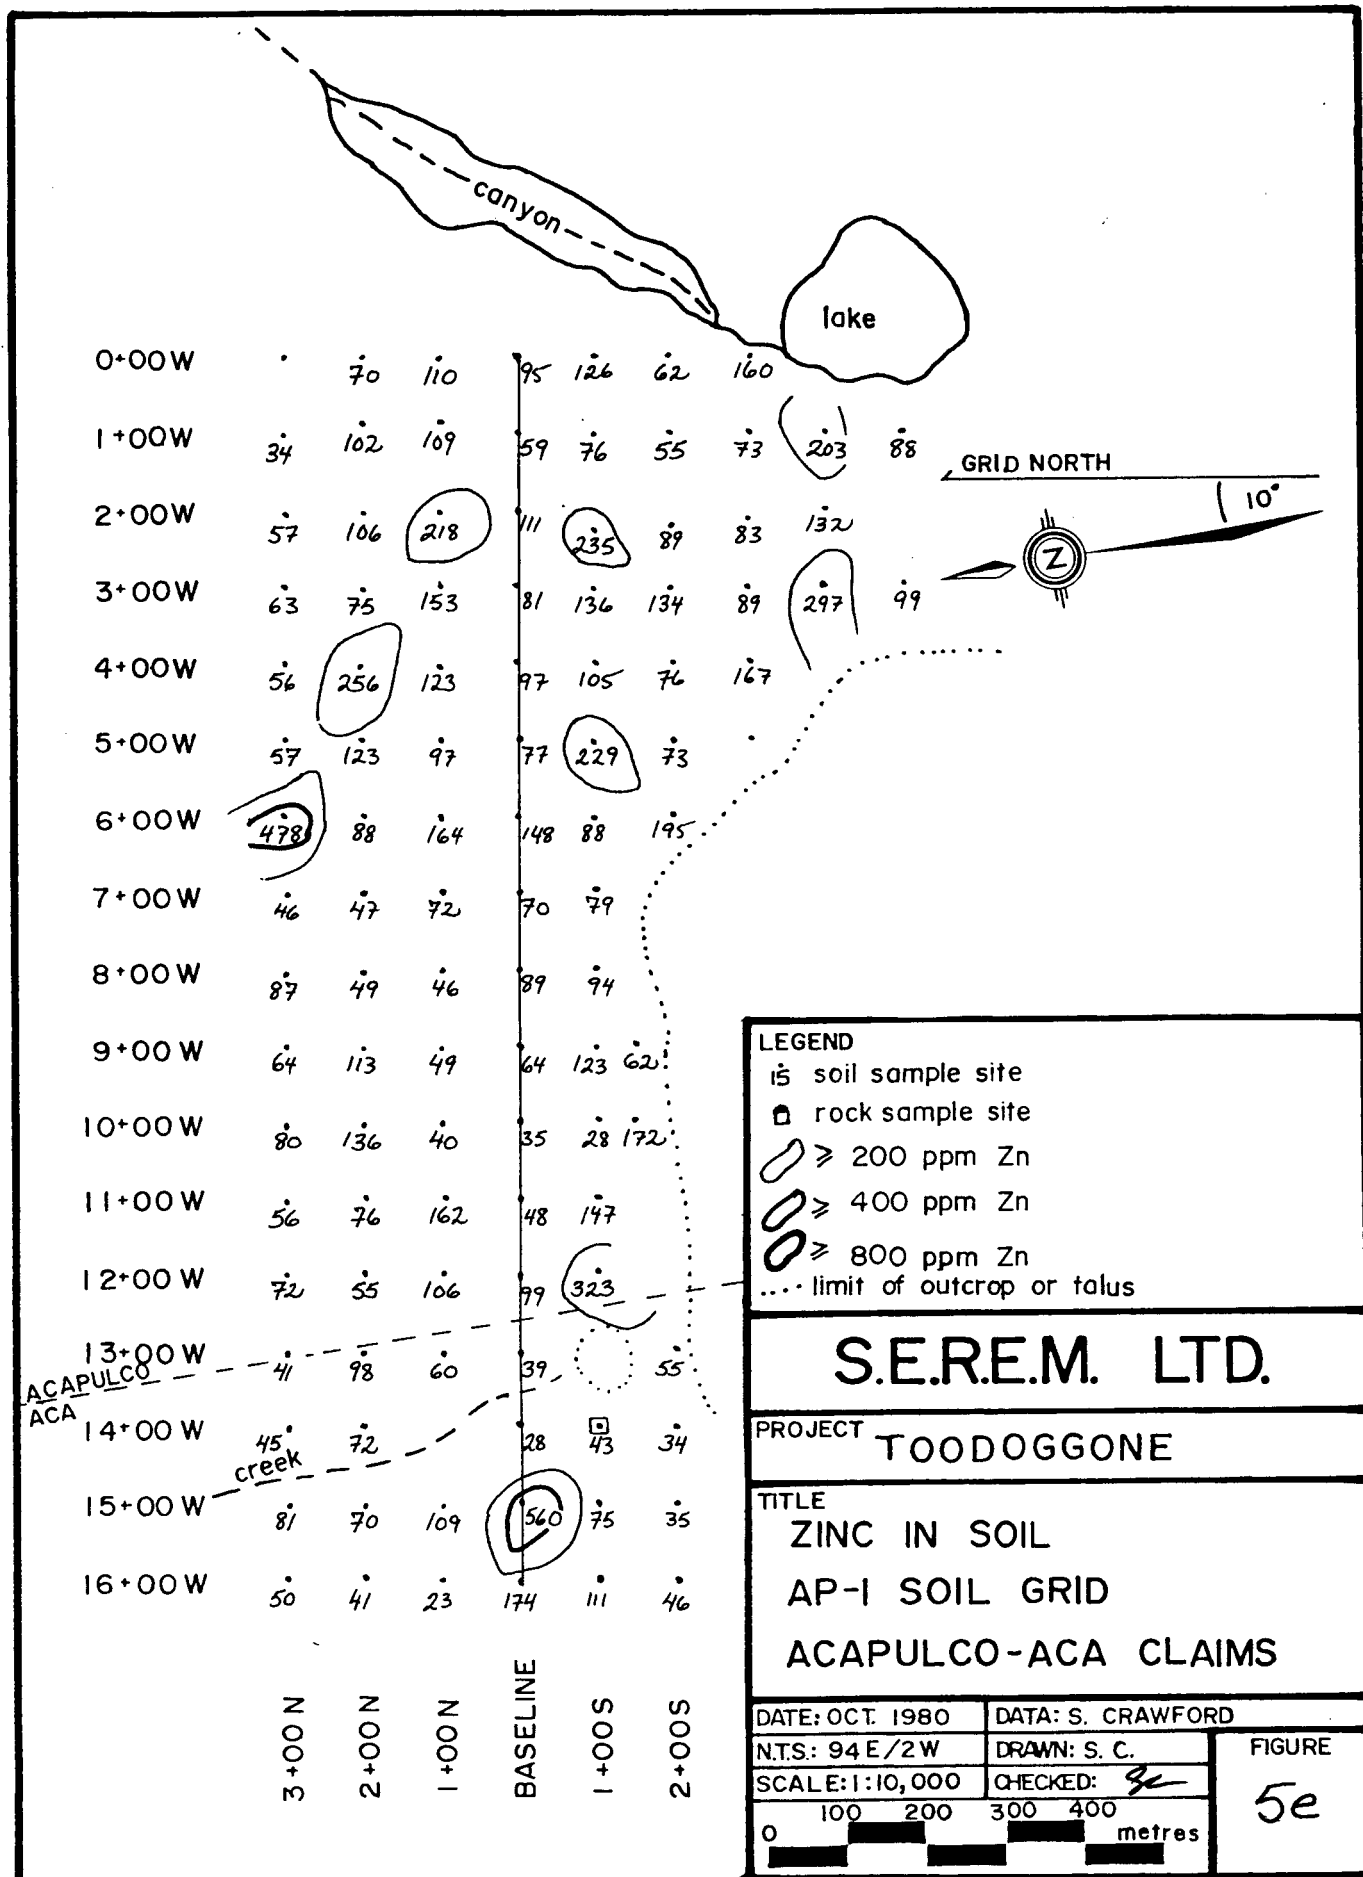 canyon
lake
0+00W 70 110 95 126 62 160
1+00W 34 102 109 59 76 55 73 203 88
GRID NORTH
10°
2+00W 57 106 218 111 235 89 83 132
Z
3+00W 63 75 153 81 136 134 89 297 99
4+00W 56 256 123 97 105 76 167
5+00W 57 123 97 77 229 73
6+00W 478 88 164 148 88 195
7+00W 46 47 72 70 79
8+00W 87 49 46 89 94
9+00W 64 113 49 64 123 62
10+00W 80 136 40 35 28 172
11+00W 56 76 162 48 147
12+00W 72 55 106 99 323
13+00W 41 98 60 39 55
ACAPULCO
ACA
14+00W 45 72 28 43 34
creek
15+00W 81 70 109 560 75 35
16+00W 50 41 23 174 111 46
3+00N
2+00N
1+00N
BASELINE
1+00S
2+00S
LEGEND
15 soil sample site
rock sample site
≥ 200 ppm Zn
≥ 400 ppm Zn
≥ 800 ppm Zn
.... limit of outcrop or talus
S.E.R.E.M. LTD.
PROJECT TOODOGGONE
TITLE
ZINC IN SOIL
AP-1 SOIL GRID
ACAPULCO-ACA CLAIMS
DATE: OCT. 1980 DATA: S. CRAWFORD
N.T.S.: 94E/2W DRAWN: S. C.
SCALE: 1:10,000 CHECKED:
FIGURE
5e
0 100 200 300 400
metres